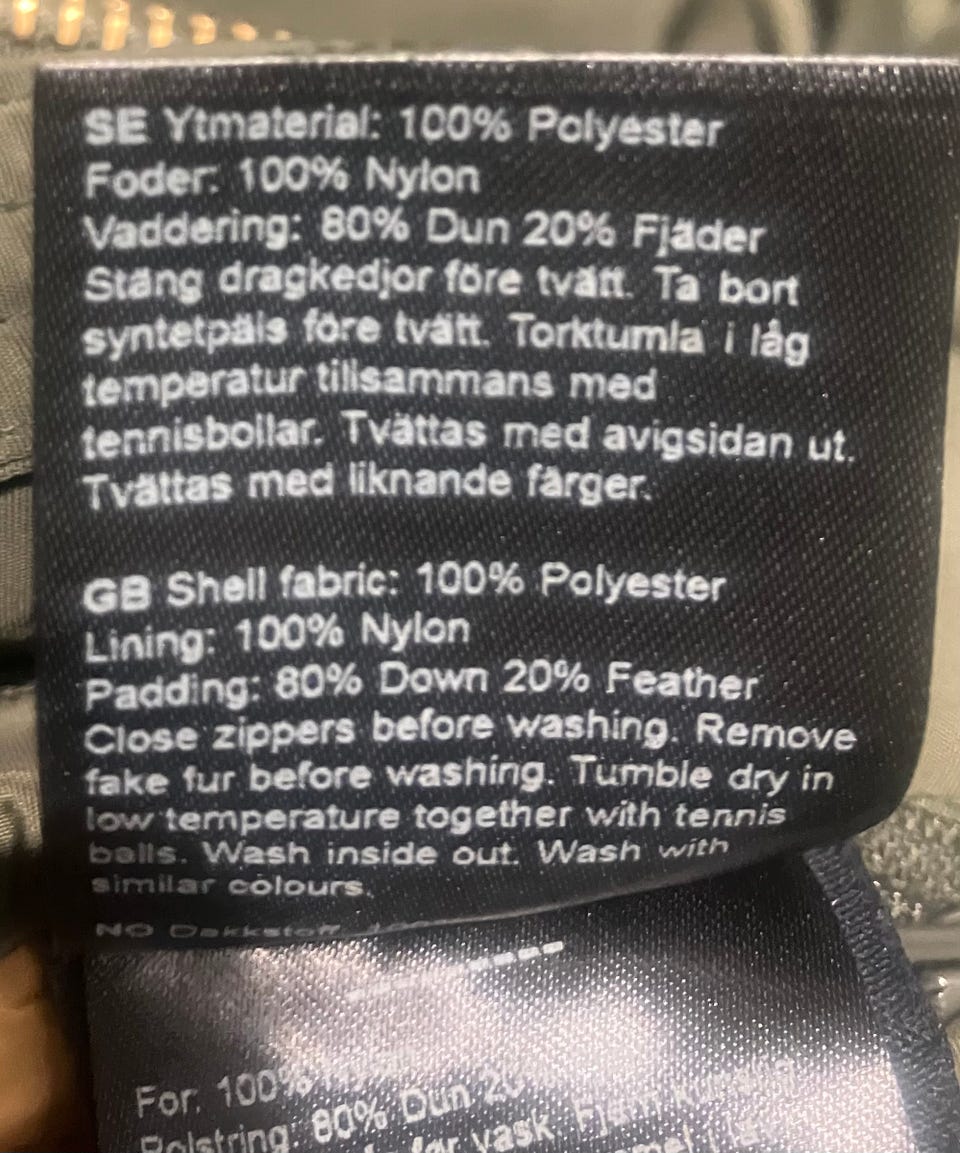 SE Ytmaterial: 100% Polyester
Foder: 100% Nylon
Vaddering: 80% Dun 20% Fjäder
Stäng dragkedjor före tvätt. Ta bort
syntetpäls före tvätt. Torktumla i låg
temperatur tillsammans med
tennisbollar. Tvättas med avigsidan ut.
Tvättas med liknande färger.
GB Shell fabric: 100% Polyester
Lining: 100% Nylon
Padding: 80% Down 20% Feather
Close zippers before washing. Remove
fake fur before washing. Tumble dry in
low temperature together with tennis
balls. Wash inside out. Wash with
similar colours.
NO Dekkstoff
For: 100%
Polstring: 80% Dun
før vask. Fjern